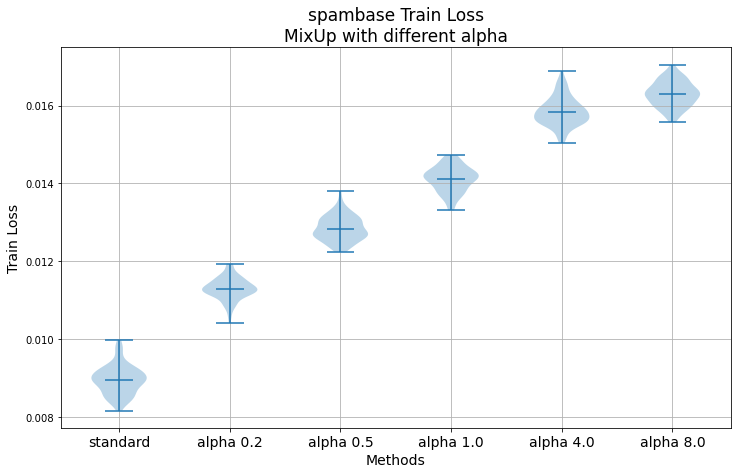 spambase Train Loss
MixUp with different alpha
Train Loss
0.016
0.014
0.012
0.010
0.008
standard alpha 0.2 alpha 0.5 alpha 1.0 alpha 4.0 alpha 8.0
Methods